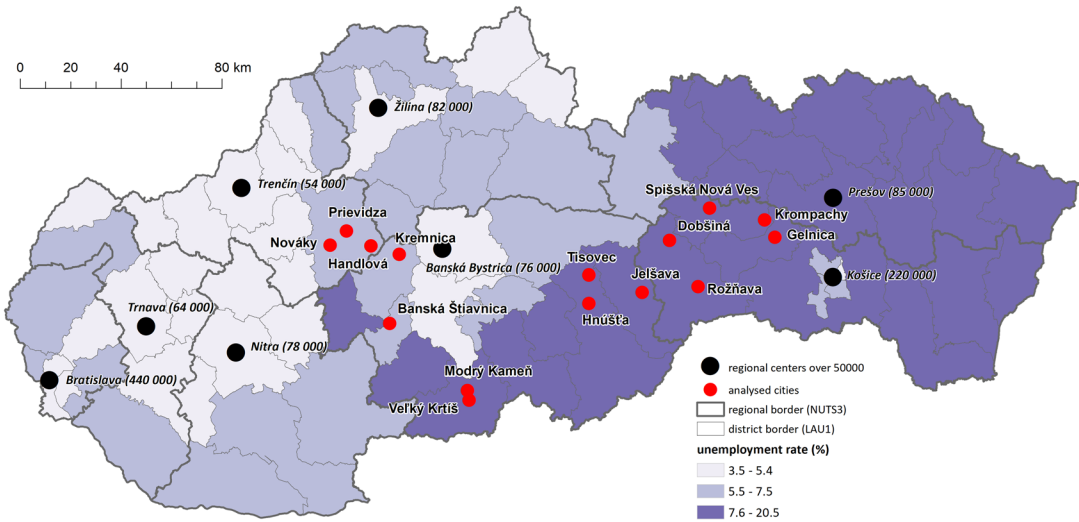 0 20 40 80 km
Žilina (82 000)
Trenčín (54 000)
Spišská Nová Ves
Prešov (85 000)
Prievidza
Krompachy
Dobšiná
Nováky
Kremnica
Gelnica
Handlová
Tisovec
Banská Bystrica (76 000)
Jelšava
Košice (220 000)
Rožňava
Trnava (64 000)
Banská Štiavnica
Hnúšťa
Nitra (78 000)
Modrý Kameň
Bratislava (440 000)
Veľký Krtíš
regional centers over 50000
analysed cities
regional border (NUTS3)
district border (LAU1)
unemployment rate (%)
3.5 - 5.4
5.5 - 7.5
7.6 - 20.5